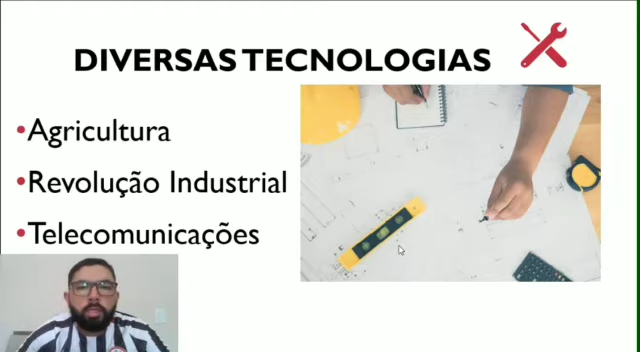 DIVERSAS TECNOLOGIAS
•Agricultura
•Revolução Industrial
•Telecomunicações